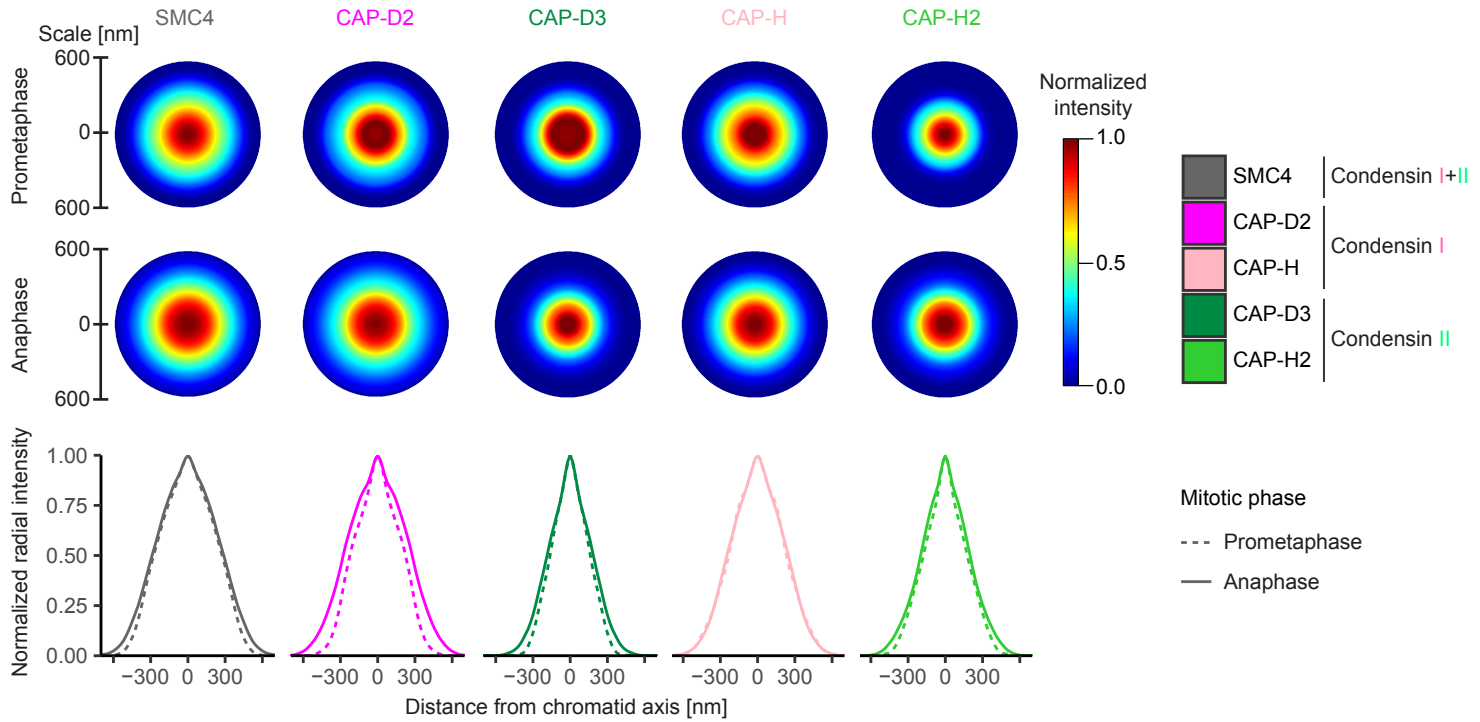 SMC4 CAP-D2 CAP-D3 CAP-H CAP-H2
Scale [nm]
Prometaphase
600
0
600
Anaphase
600
0
600
Normalized
intensity
1.0
0.5
0.0
SMC4
CAP-D2
CAP-H
CAP-D3
CAP-H2
Condensin I+II
Condensin I
Condensin II
Normalized radial intensity
1.00
0.75
0.50
0.25
0.00
−300 0 300 −300 0 300 −300 0 300 −300 0 300 −300 0 300
Distance from chromatid axis [nm]
Mitotic phase
Prometaphase
Anaphase